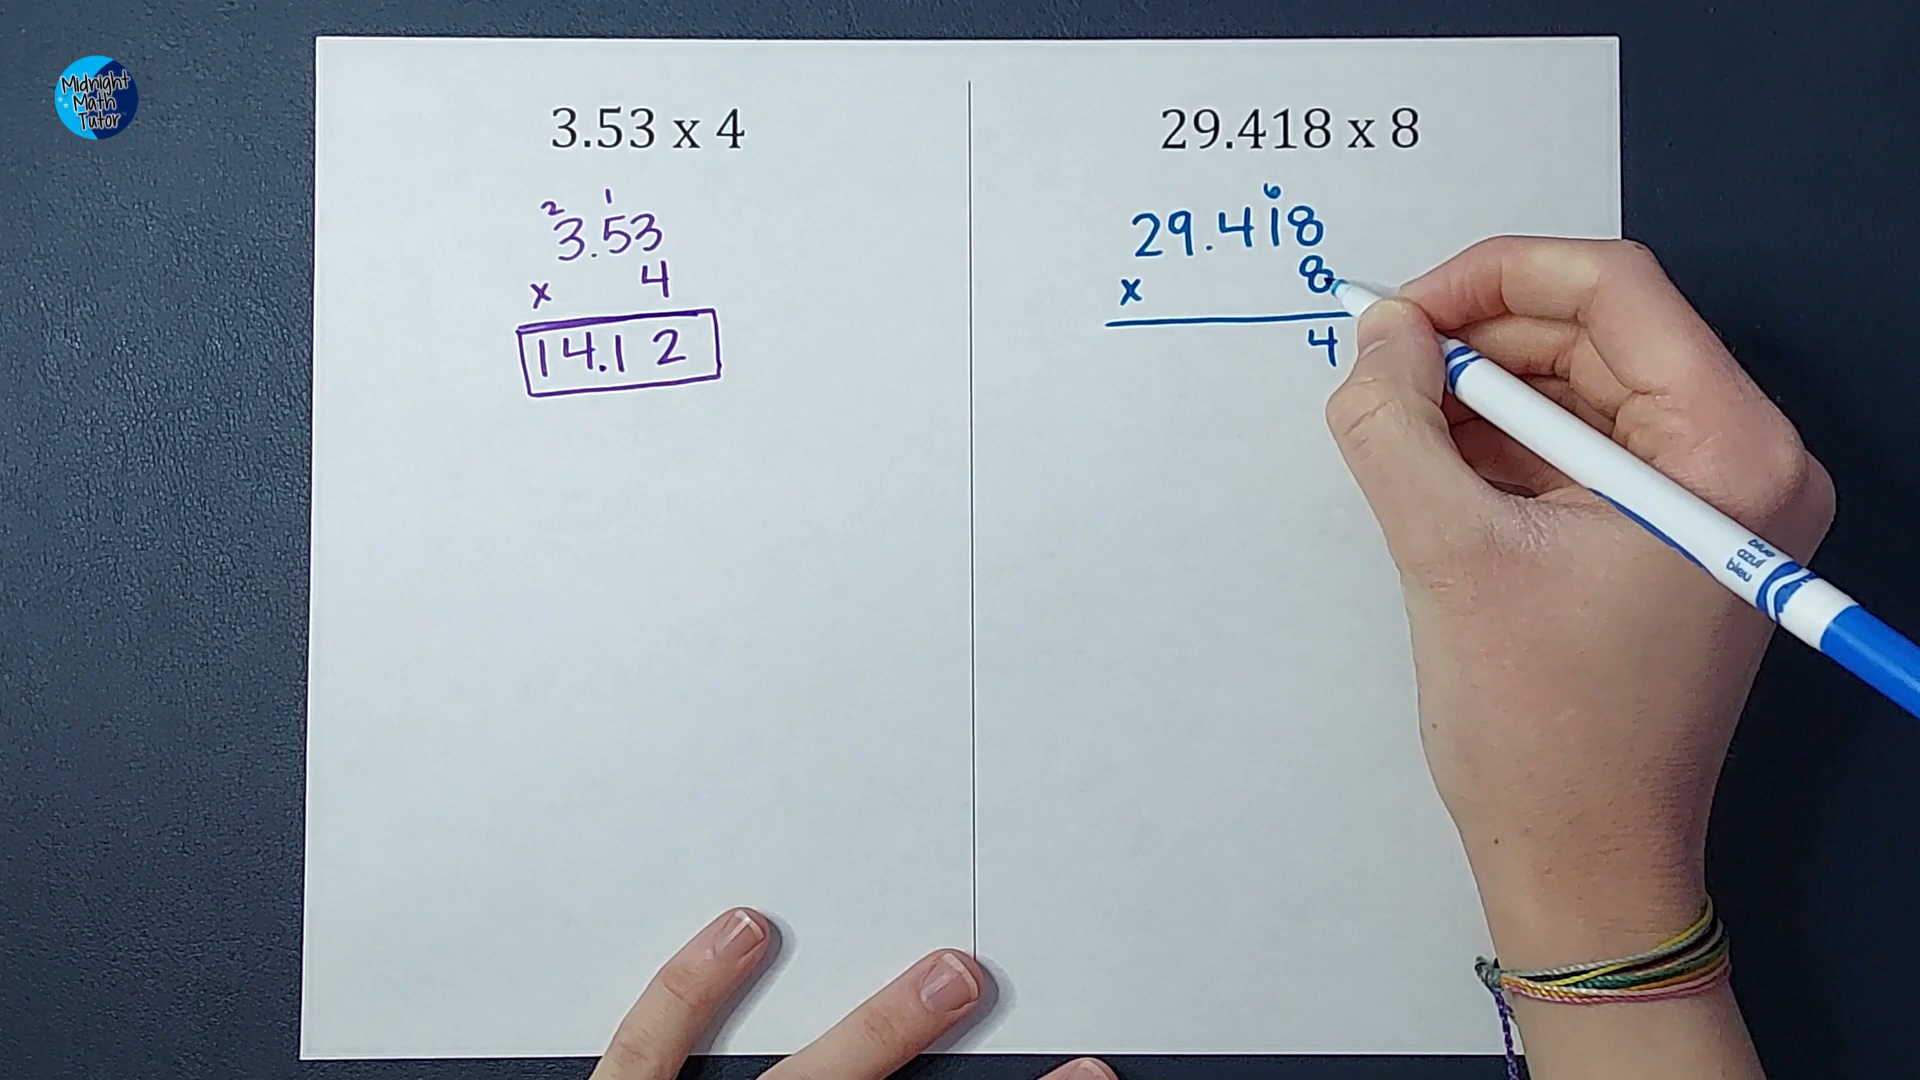 Midnight
Math
Tutor
3.53 x 4
2 1
3.53
x 4
14.12
29.418 x 8
6
29.418
x 8
4
blue
azul
bleu